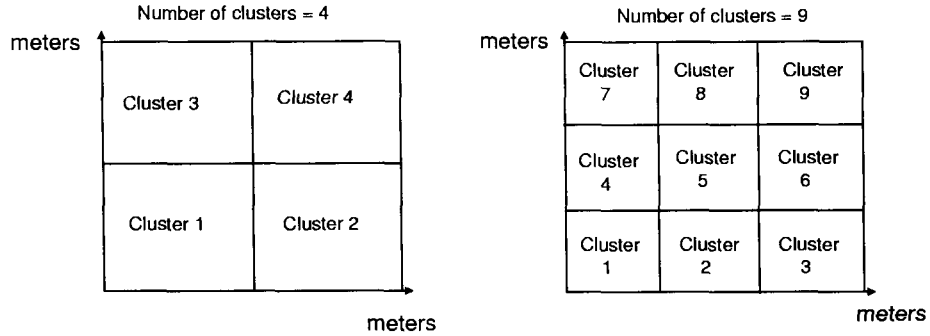 Number of clusters = 4
meters
Cluster 3
Cluster 4
Cluster 1
Cluster 2
meters
Number of clusters = 9
meters
Cluster
7
Cluster
8
Cluster
9
Cluster
4
Cluster
5
Cluster
6
Cluster
1
Cluster
2
Cluster
3
meters